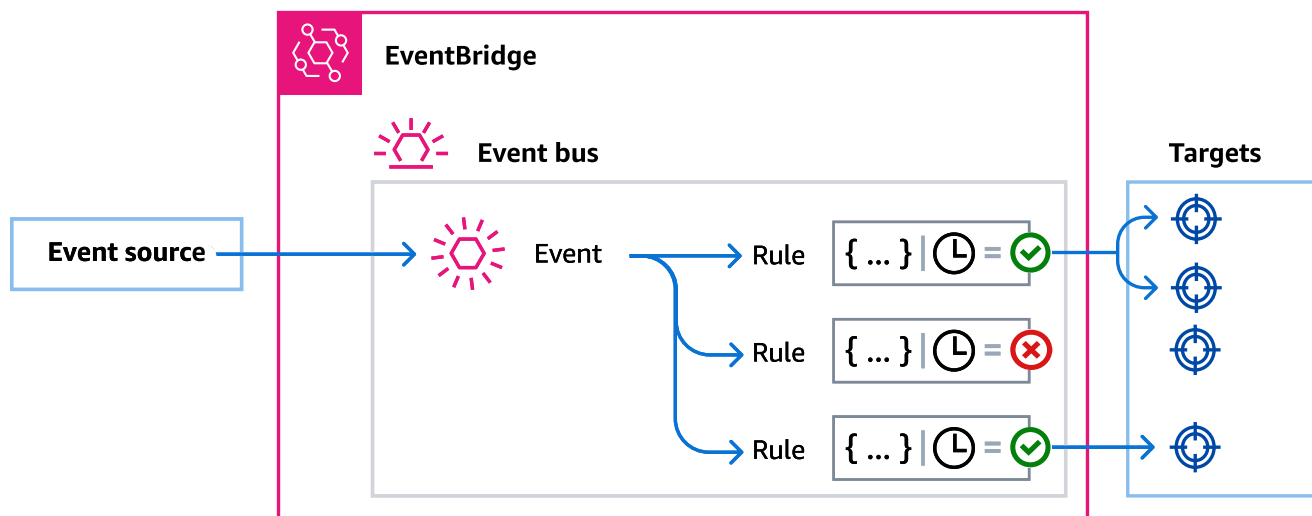 EventBridge
Event bus
Targets
Event source
Event
Rule
{ ... } | =
Rule
{ ... } | =
Rule
{ ... } | =